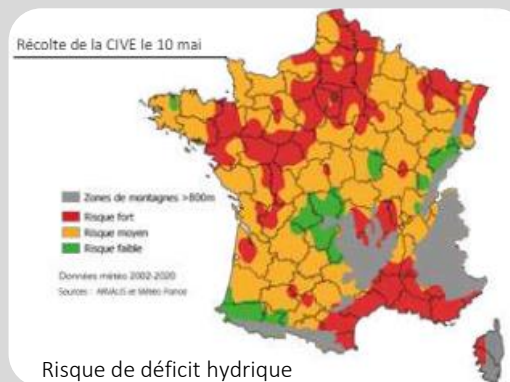 Récolte de la CIVE le 10 mai
Zones de montagnes >800m
Risque fort
Risque moyen
Risque faible
Données météo 2002-2020
Sources : ARVALIS et Météo France
Risque de déficit hydrique